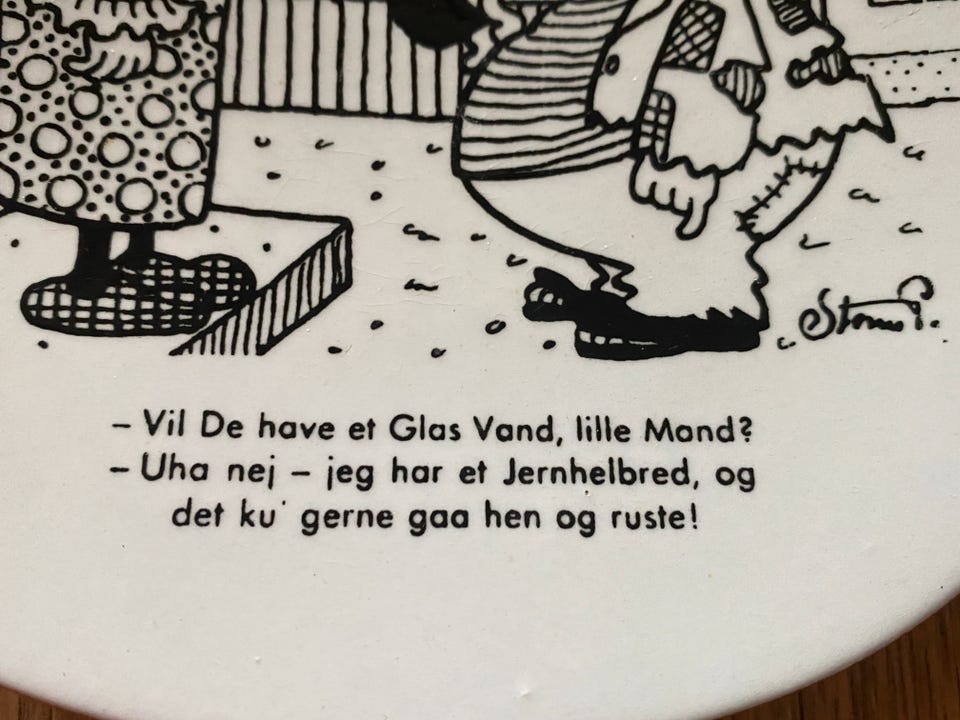 Storm P.
– Vil De have et Glas Vand, lille Mand?
– Uha nej – jeg har et Jernhelbred, og
det ku' gerne gaa hen og ruste!